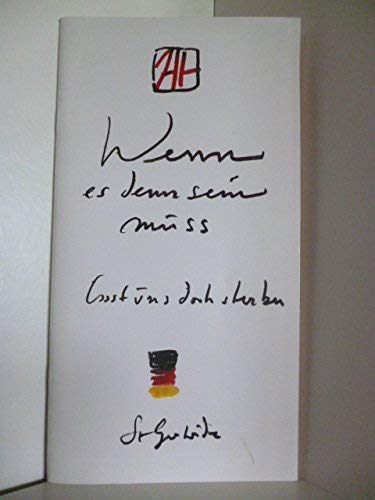 Wenn
es denn sein
muss
lasst uns doch sterben